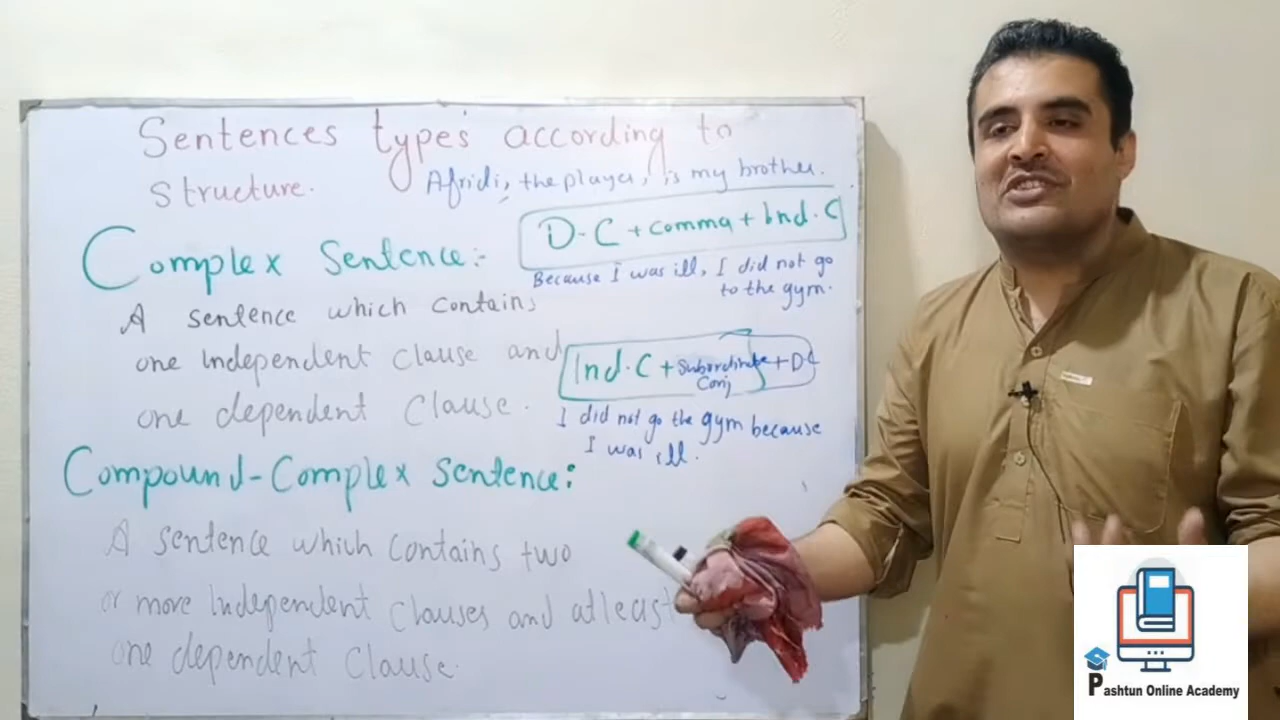 Sentences types according to
structure.
Afridi, the player, is my brother.
Complex Sentence:-
D.C + comma + Ind.C
Because I was ill, I did not go
to the gym.
A sentence which contains
one independent clause and
one dependent clause.
Ind.C + Subordinate + DC
Conj
I did not go the gym because
I was ill.
Compound-Complex sentence:
A sentence which contains two
or more independent clauses and atleast
one dependent clause.
Pashtun Online Academy